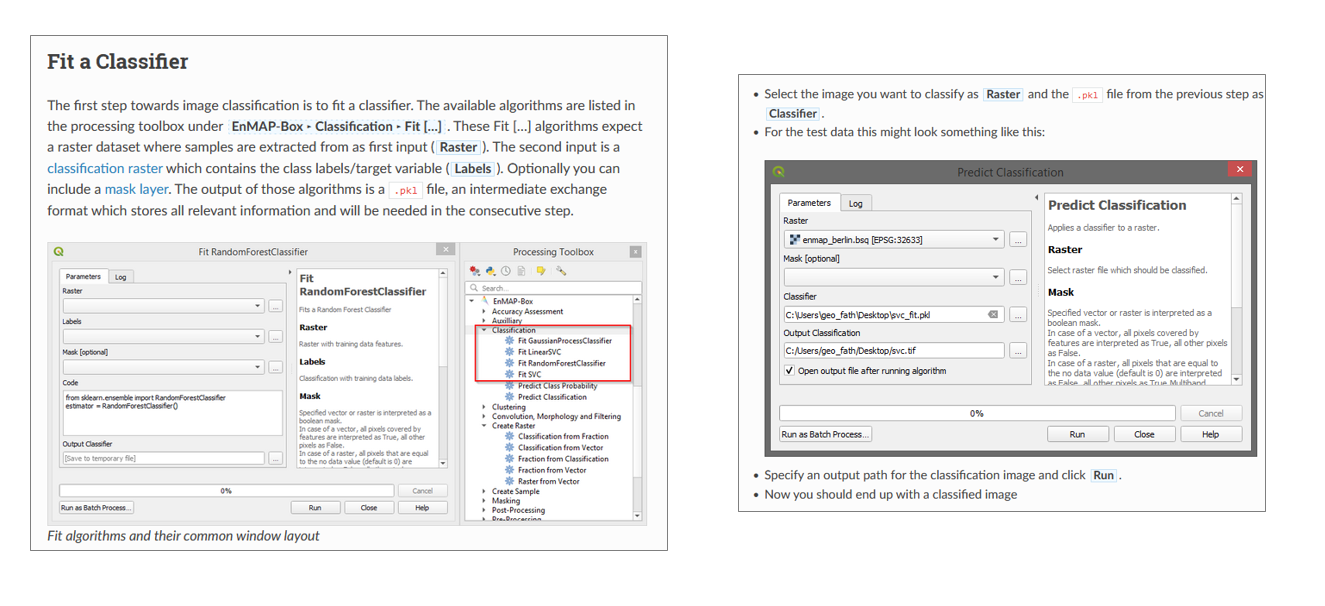 Fit a Classifier
The first step towards image classification is to fit a classifier. The available algorithms are listed in
the processing toolbox under EnMAP-Box ‣ Classification ‣ Fit [...] . These Fit [...] algorithms expect
a raster dataset where samples are extracted from as first input ( Raster ). The second input is a
classification raster which contains the class labels/target variable ( Labels ). Optionally you can
include a mask layer. The output of those algorithms is a .pkl file, an intermediate exchange
format which stores all relevant information and will be needed in the consecutive step.
Fit RandomForestClassifier
Parameters Log
Raster
...
Labels
...
Mask [optional]
...
Code
from sklearn.ensemble import RandomForestClassifier
estimator = RandomForestClassifier()
Output Classifier
[Save to temporary file] ...
Fit
RandomForestClassifier
Fits a Random Forest Classifier
Raster
Raster with training data features.
Labels
Classification with training data labels.
Mask
Specified vector or raster is interpreted as a
boolean mask.
In case of a vector, all pixels covered by
features are interpreted as True, all other
pixels as False.
In case of a raster, all pixels that are equal
to the no data value (default is 0) are
0% Cancel
Run as Batch Process... Run Close Help
Processing Toolbox
Search...
EnMAP-Box
Accuracy Assessment
Auxilliary
Classification
Fit GaussianProcessClassifier
Fit LinearSVC
Fit RandomForestClassifier
Fit SVC
Predict Class Probability
Predict Classification
Clustering
Convolution, Morphology and Filtering
Create Raster
Classification from Fraction
Classification from Vector
Fraction from Classification
Fraction from Vector
Raster from Vector
Create Sample
Masking
Post-Processing
Pre-Processing
Fit algorithms and their common window layout
• Select the image you want to classify as Raster and the .pkl file from the previous step as
Classifier .
• For the test data this might look something like this:
Predict Classification
Parameters Log
Raster
enmap_berlin.bsq [EPSG:32633] ...
Mask [optional]
...
Classifier
C:\Users\geo_fath\Desktop\svc_fit.pkl ...
Output Classification
C:/Users/geo_fath/Desktop/svc.tif ...
Open output file after running algorithm
Predict Classification
Applies a classifier to a raster.
Raster
Select raster file which should be classified.
Mask
Specified vector or raster is interpreted as a
boolean mask.
In case of a vector, all pixels covered by
features are interpreted as True, all other pixels
as False.
In case of a raster, all pixels that are equal to
the no data value (default is 0) are interpreted
as False, all other pixels as True.Multiband
0% Cancel
Run as Batch Process... Run Close Help
• Specify an output path for the classification image and click Run .
• Now you should end up with a classified image